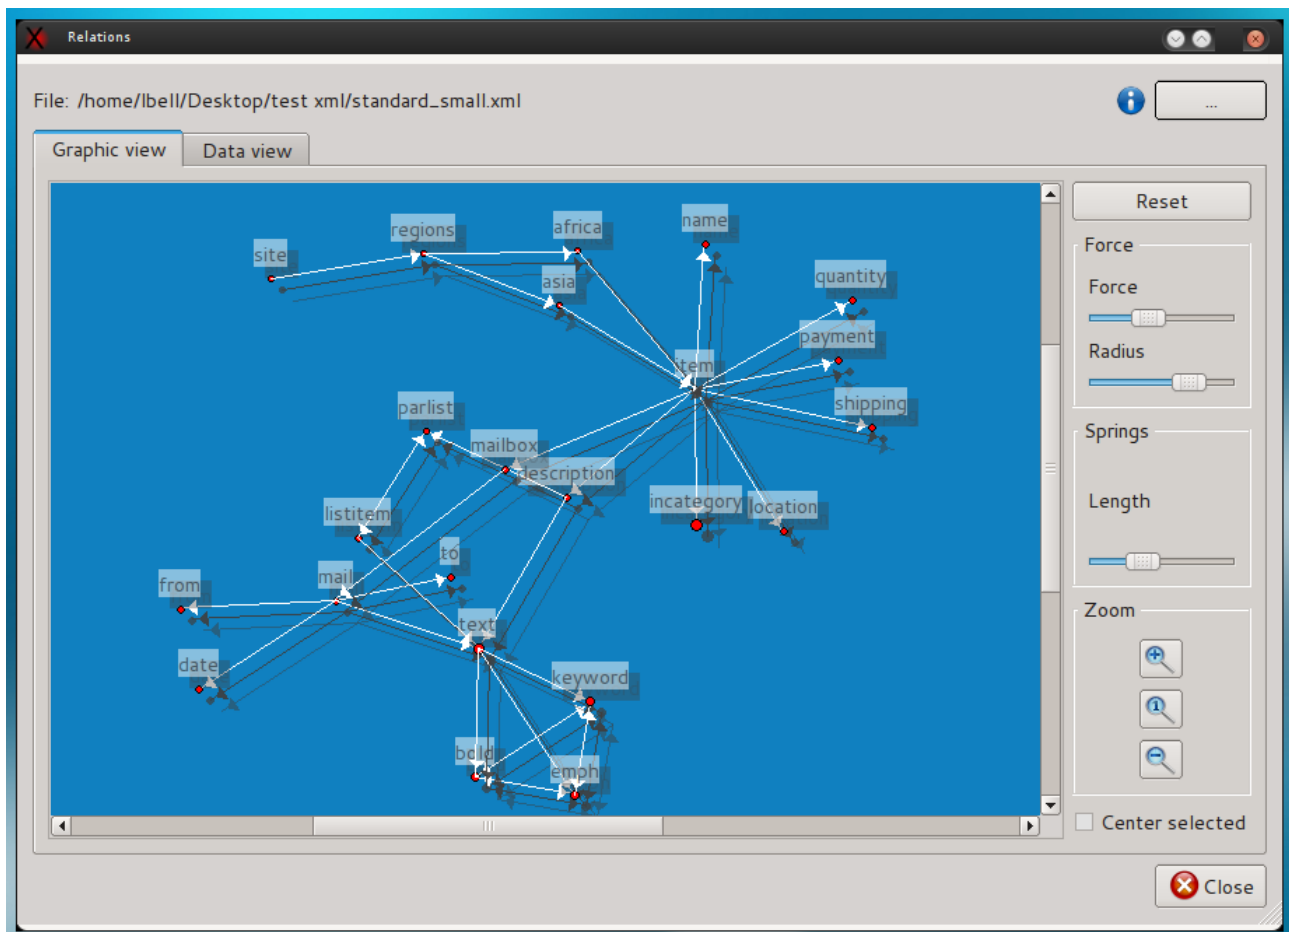 Relations
File: /home/lbell/Desktop/test xml/standard_small.xml
...
Graphic view
Data view
site
regions
africa
asia
name
quantity
payment
item
shipping
parlist
mailbox
description
incategory
location
listitem
to
mail
from
text
date
keyword
bold
emph
Reset
Force
Force
Radius
Springs
Length
Zoom
Center selected
Close